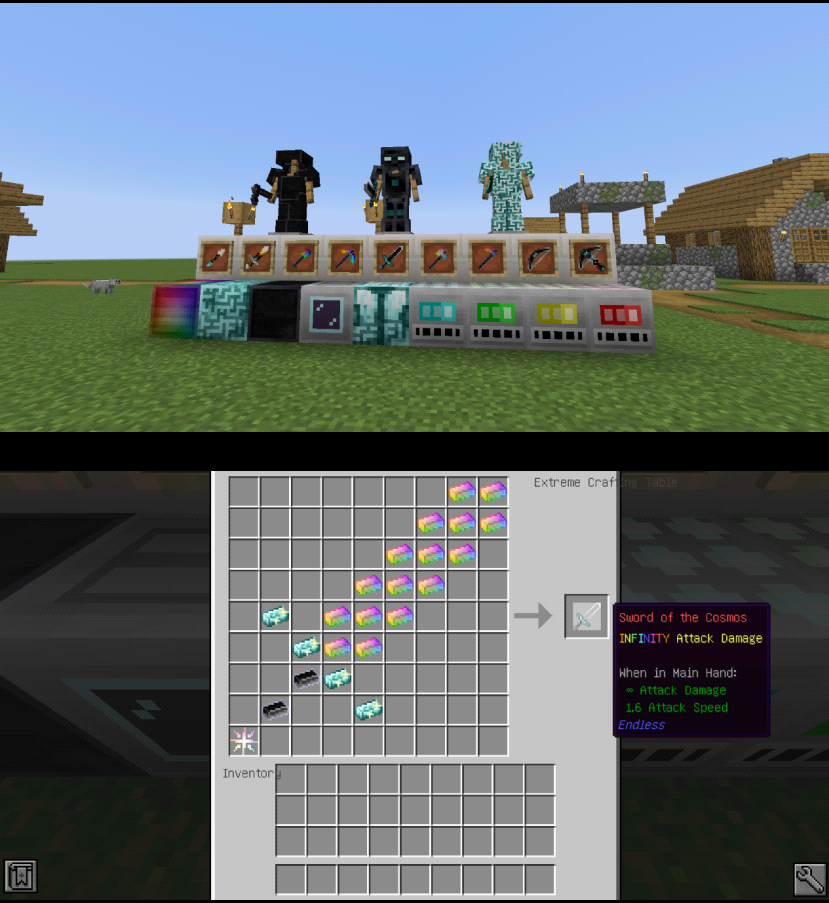 Extreme Crafting Table
Sword of the Cosmos
INFINITY Attack Damage
When in Main Hand:
∞ Attack Damage
1.6 Attack Speed
Endless
Inventory